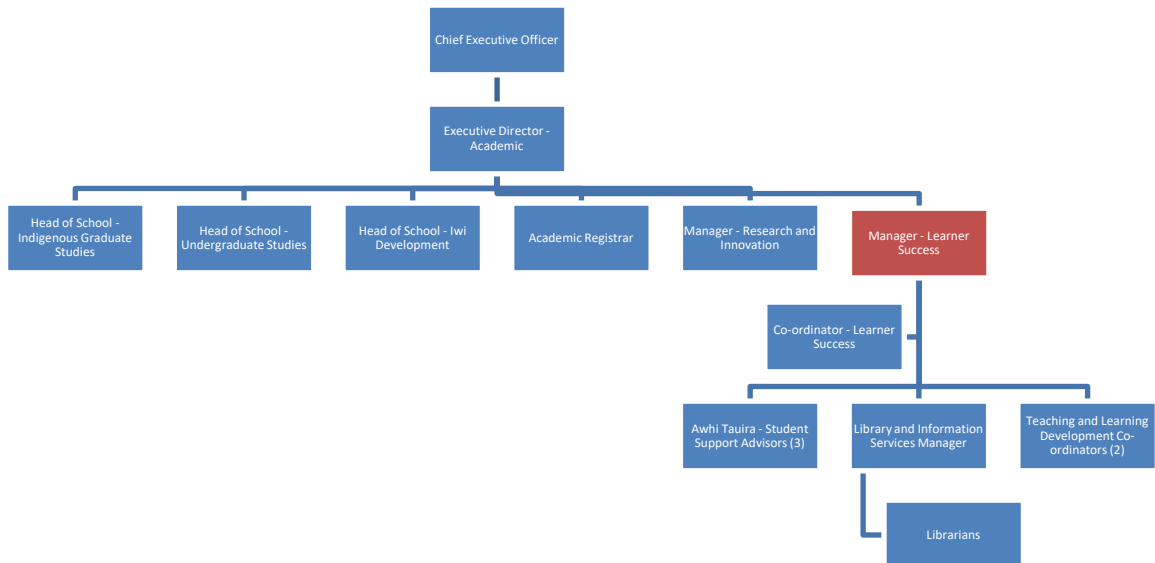 Chief Executive Officer
Executive Director -
Academic
Head of School -
Indigenous Graduate
Studies
Head of School -
Undergraduate Studies
Head of School - Iwi
Development
Academic Registrar
Manager - Research and
Innovation
Manager - Learner
Success
Co-ordinator - Learner
Success
Awhi Tauira - Student
Support Advisors (3)
Library and Information
Services Manager
Teaching and Learning
Development Co-
ordinators (2)
Librarians